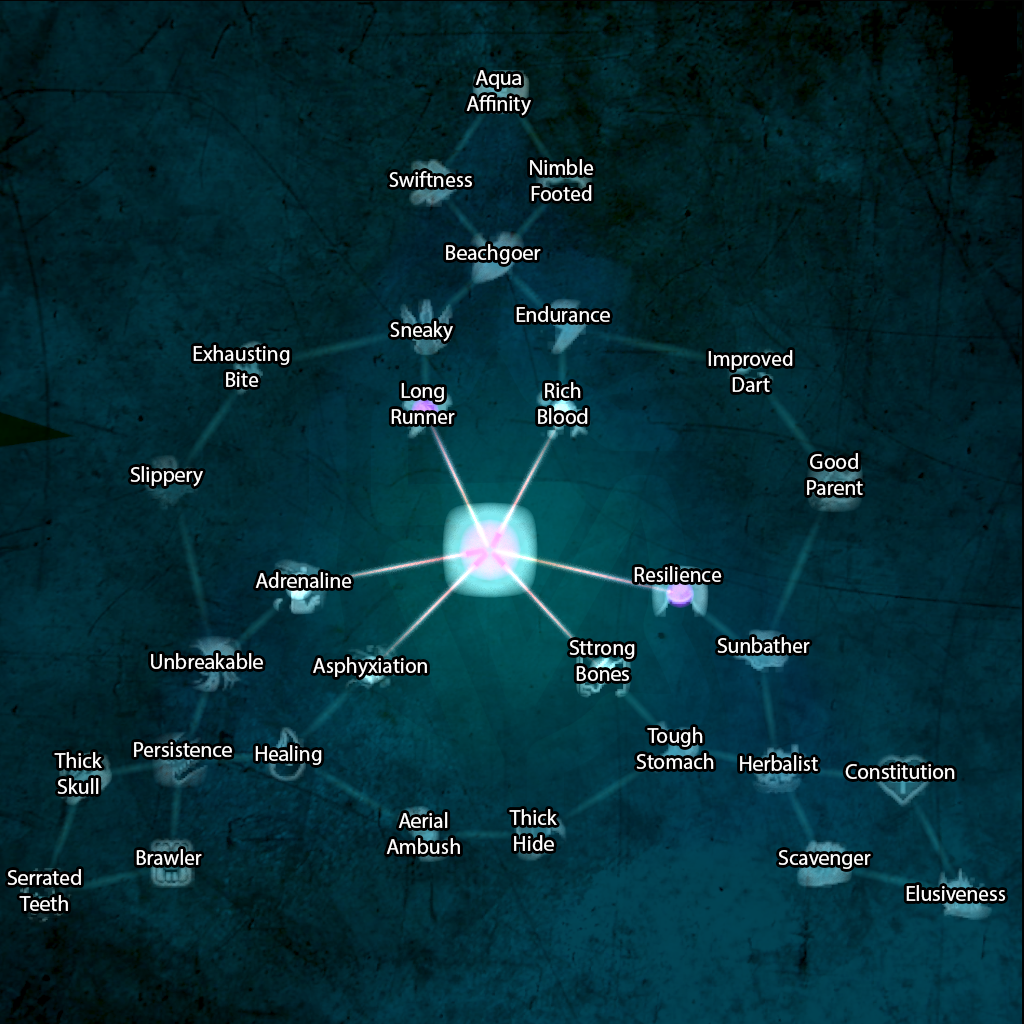 Aqua
Affinity
Swiftness
Nimble
Footed
Beachgoer
Sneaky
Endurance
Exhausting
Bite
Improved
Dart
Long
Runner
Rich
Blood
Slippery
Good
Parent
Adrenaline
Resilience
Unbreakable
Asphyxiation
Sttrong
Bones
Sunbather
Thick
Skull
Persistence
Healing
Tough
Stomach
Herbalist
Constitution
Aerial
Ambush
Thick
Hide
Brawler
Scavenger
Serrated
Teeth
Elusiveness